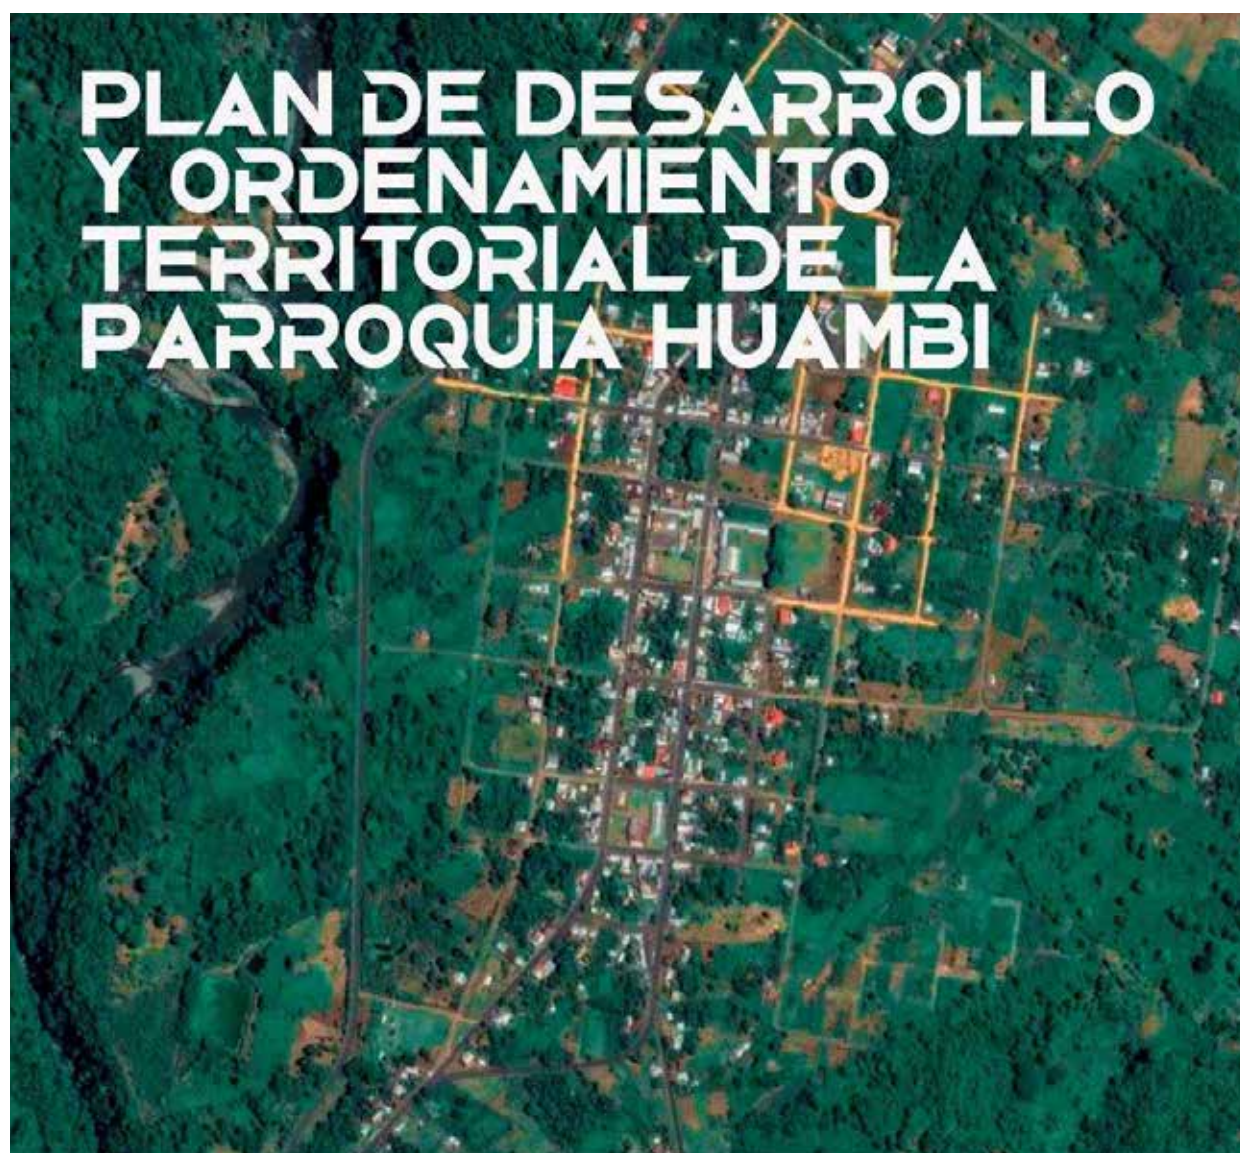 PLAN DE DESARROLLO
Y ORDENAMIENTO
TERRITORIAL DE LA
PARROQUIA HUAMBI